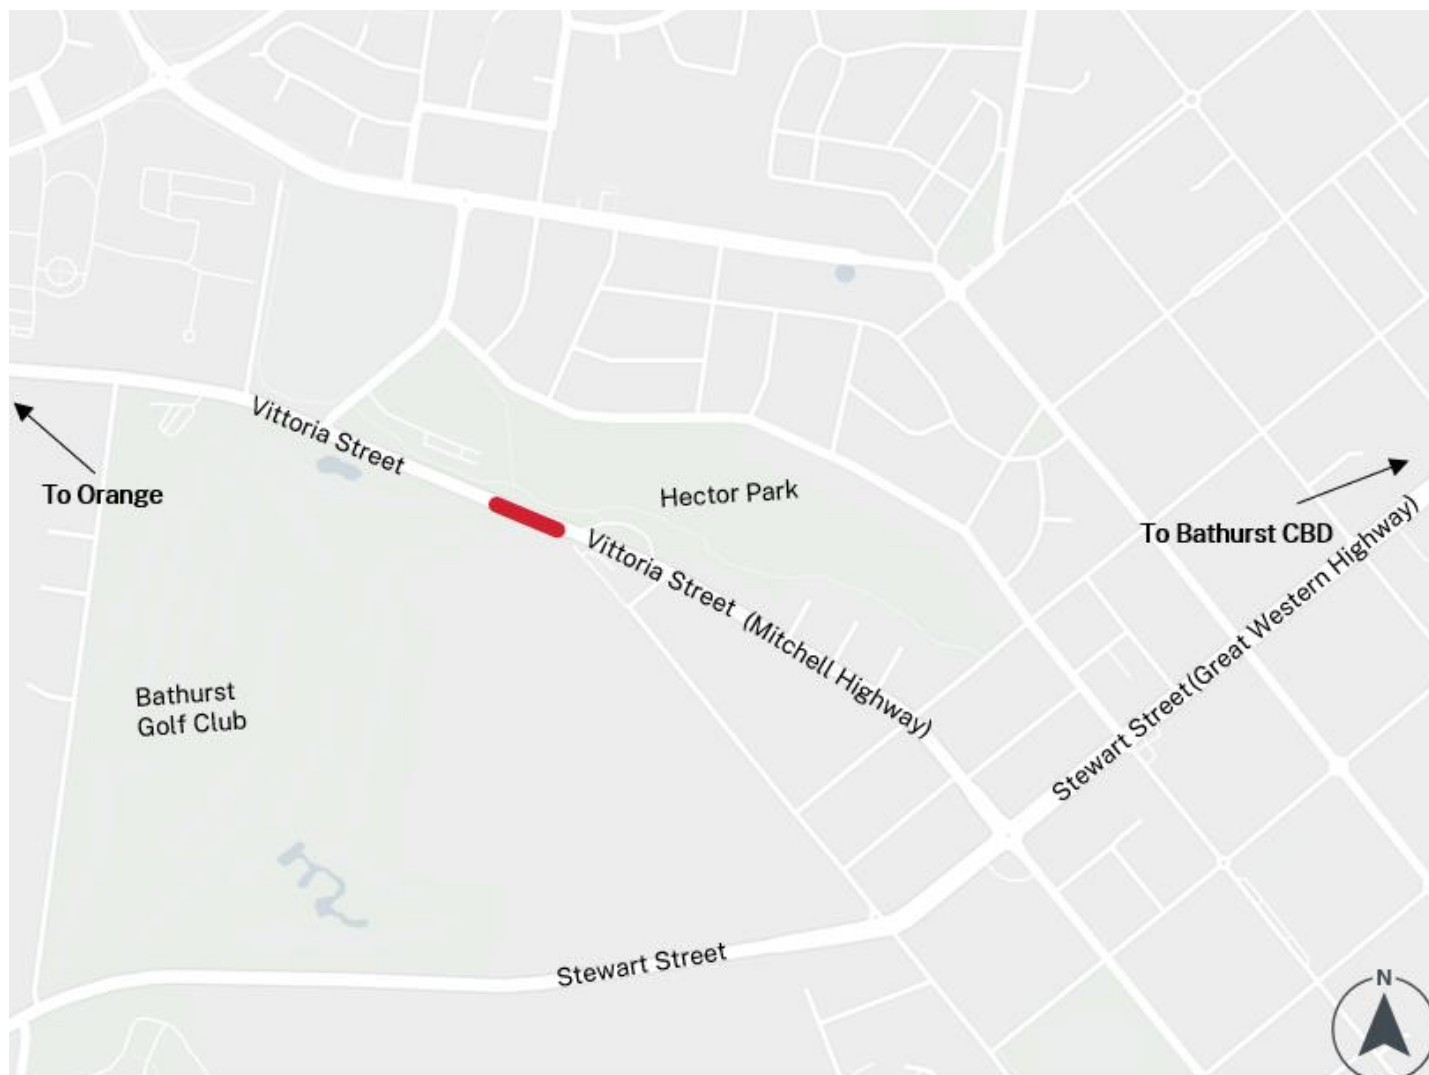 Vittoria Street
To Orange
Hector Park
To Bathurst CBD
Vittoria Street (Mitchell Highway)
Stewart Street(Great Western Highway)
Bathurst
Golf Club
Stewart Street
N